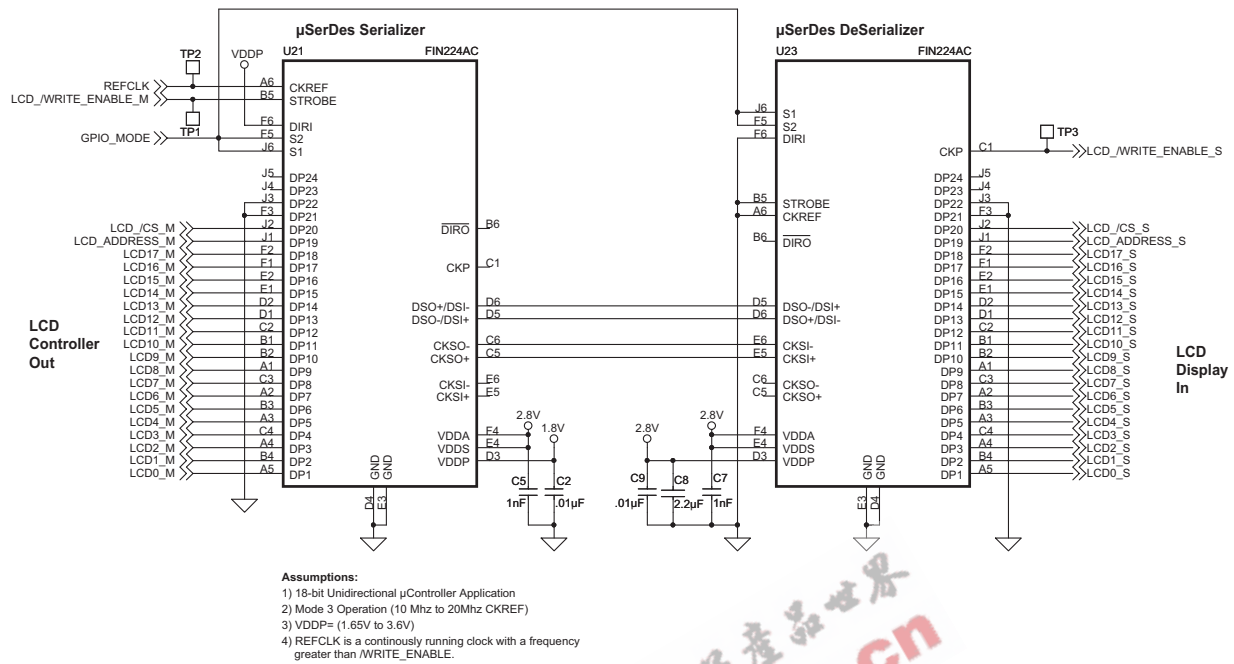 µSerDes Serializer
µSerDes DeSerializer
U21
FIN224AC
U23
FIN224AC
TP2
VDDP
REFCLK
A6
CKREF
LCD_/WRITE_ENABLE_M
B5
STROBE
TP1
F6
DIRI
GPIO_MODE
F5
S2
J6
S1
J5
DP24
J4
DP23
J3
DP22
F3
DP21
LCD_/CS_M
J2
DP20
LCD_ADDRESS_M
J1
DP19
LCD17_M
F2
DP18
LCD16_M
F1
DP17
LCD15_M
E2
DP16
LCD14_M
E1
DP15
LCD13_M
D2
DP14
LCD12_M
D1
DP13
LCD11_M
C2
DP12
LCD10_M
B1
DP11
LCD9_M
B2
DP10
LCD8_M
A1
DP9
LCD7_M
C3
DP8
LCD6_M
A2
DP7
LCD5_M
B3
DP6
LCD4_M
A3
DP5
LCD3_M
C4
DP4
LCD2_M
A4
DP3
LCD1_M
B4
DP2
LCD0_M
A5
DP1
LCD
Controller
Out
DIRO
B6
CKP
C1
DSO+/DSI-
D6
DSO-/DSI+
D5
CKSO-
C6
CKSO+
C5
CKSI-
E6
CKSI+
E5
VDDA
F4
VDDS
E4
VDDP
D3
GND
GND
D4
E3
2.8V
1.8V
C5
1nF
C2
.01µF
J6
S1
F5
S2
F6
DIRI
B5
STROBE
A6
CKREF
B6
DIRO
D5
DSO-/DSI+
D6
DSO+/DSI-
E6
CKSI-
E5
CKSI+
C6
CKSO-
C5
CKSO+
F4
VDDA
E4
VDDS
D3
VDDP
2.8V
2.8V
C9
.01µF
C8
2.2µF
C7
1nF
GND
GND
E3
D4
TP3
CKP
C1
LCD_/WRITE_ENABLE_S
DP24
J5
DP23
J4
DP22
J3
DP21
F3
DP20
J2
LCD_/CS_S
DP19
J1
LCD_ADDRESS_S
DP18
F2
LCD17_S
DP17
F1
LCD16_S
DP16
E2
LCD15_S
DP15
E1
LCD14_S
DP14
D2
LCD13_S
DP13
D1
LCD12_S
DP12
C2
LCD11_S
DP11
B1
LCD10_S
DP10
B2
LCD9_S
DP9
A1
LCD8_S
DP8
C3
LCD7_S
DP7
A2
LCD6_S
DP6
B3
LCD5_S
DP5
A3
LCD4_S
DP4
C4
LCD3_S
DP3
A4
LCD2_S
DP2
B4
LCD1_S
DP1
A5
LCD0_S
LCD
Display
In
Assumptions:
1) 18-bit Unidirectional µController Application
2) Mode 3 Operation (10 Mhz to 20Mhz CKREF)
3) VDDP= (1.65V to 3.6V)
4) REFCLK is a continously running clock with a frequency
greater than /WRITE_ENABLE.
產品世界
cn